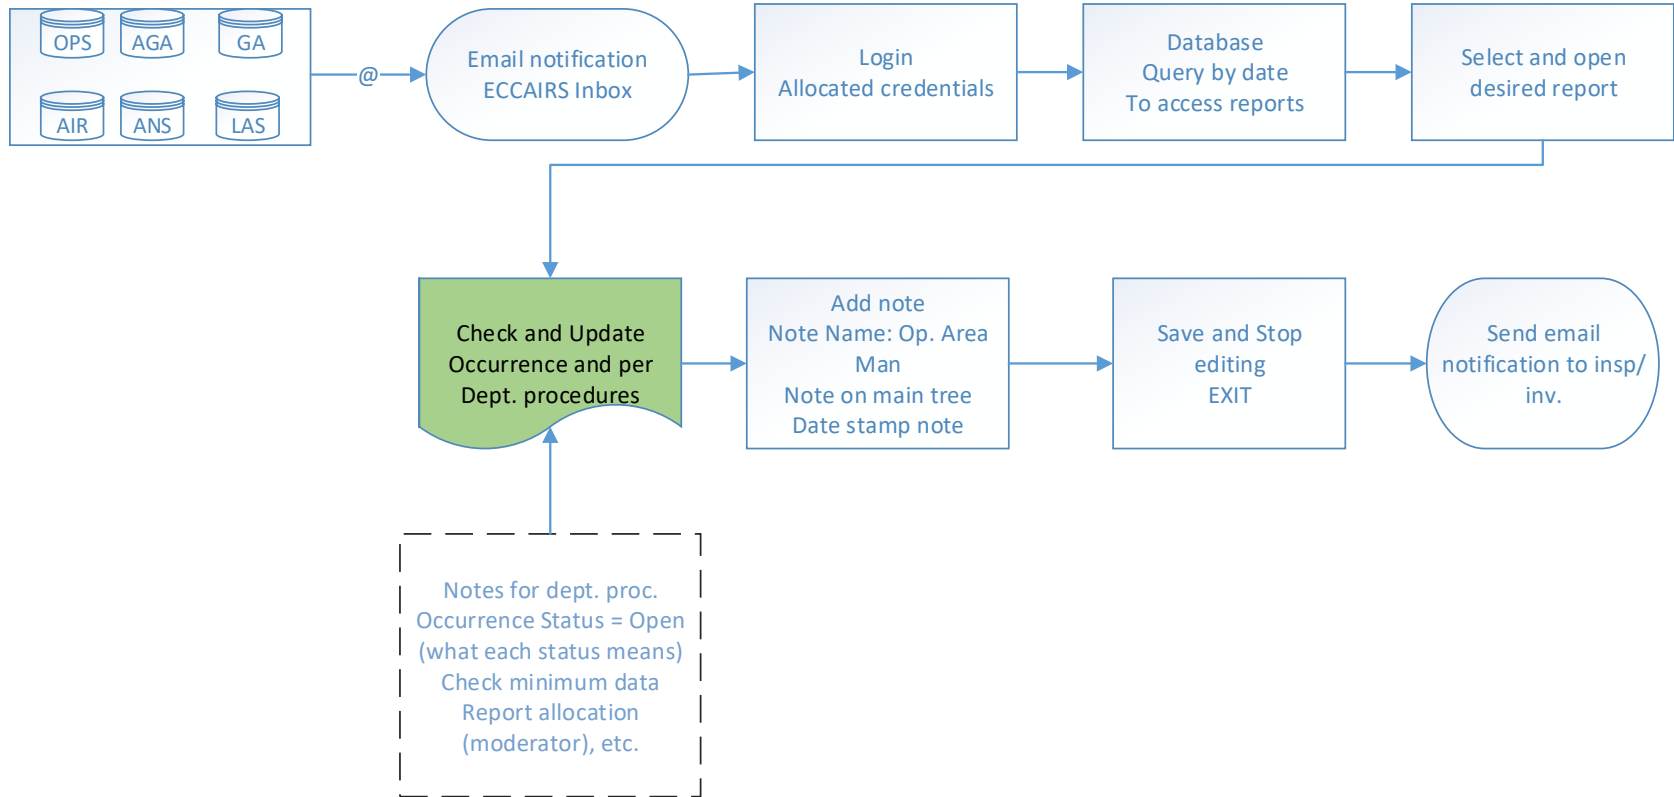 OPS
AGA
GA
AIR
ANS
LAS
@
Email notification
ECCAIRS Inbox
Login
Allocated credentials
Database
Query by date
To access reports
Select and open
desired report
Check and Update
Occurrence and per
Dept. procedures
Add note
Note Name: Op. Area
Man
Note on main tree
Date stamp note
Save and Stop
editing
EXIT
Send email
notification to insp/
inv.
Notes for dept. proc.
Occurrence Status = Open
(what each status means)
Check minimum data
Report allocation
(moderator), etc.